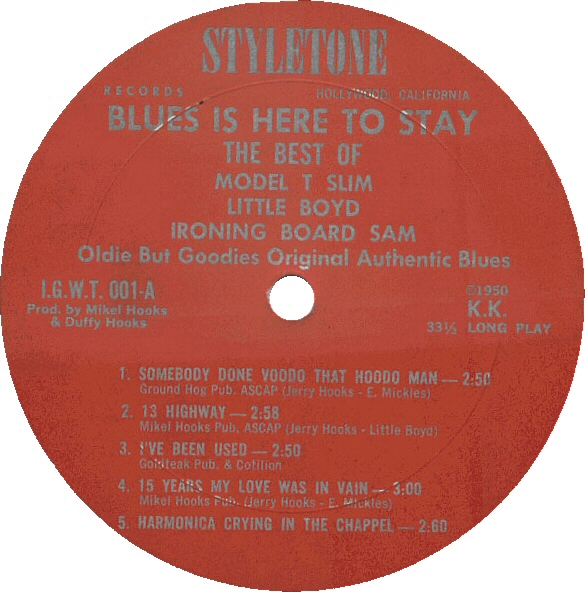 STYLETONE
RECORDS HOLLYWOOD, CALIFORNIA
BLUES IS HERE TO STAY
THE BEST OF
MODEL T SLIM
LITTLE BOYD
IRONING BOARD SAM
Oldie But Goodies Original Authentic Blues
I.G.W.T. 001-A
Prod. by Mikel Hooks
& Duffy Hooks
©1950
K.K.
33⅓ LONG PLAY
1. SOMEBODY DONE VOODO THAT HOODO MAN — 2:50
Ground Hog Pub. ASCAP (Jerry Hooks - E. Mickles)
2. 13 HIGHWAY — 2:58
Mikel Hooks Pub. ASCAP (Jerry Hooks - Little Boyd)
3. I'VE BEEN USED — 2:50
Goldteak Pub. & Cotillion
4. 15 YEARS MY LOVE WAS IN VAIN — 3:00
Mikel Hooks Pub. (Jerry Hooks - E. Mickles)
5. HARMONICA CRYING IN THE CHAPPEL — 2:60